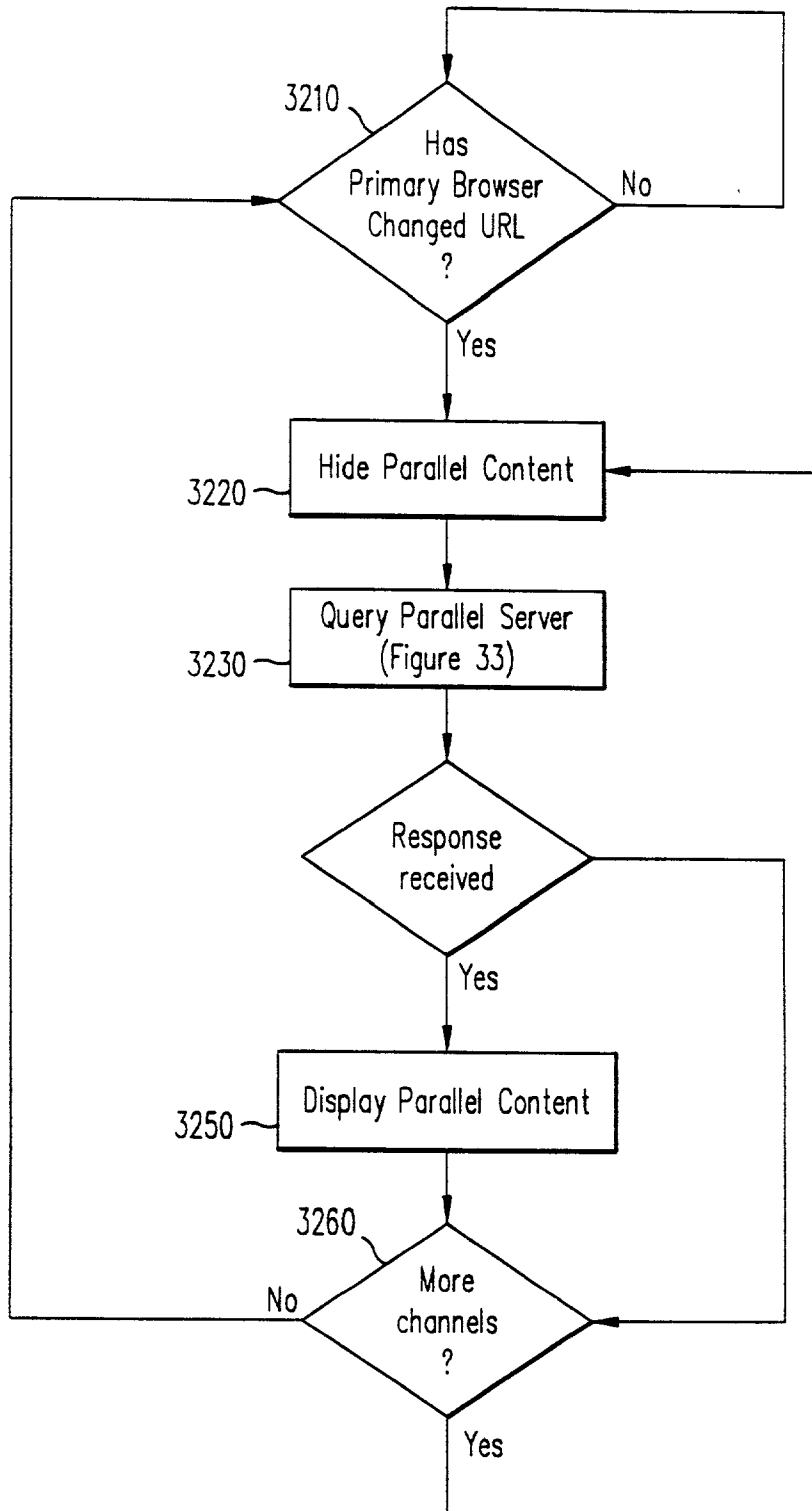 3210
Has
Primary Browser
Changed URL
?
No
Yes
Hide Parallel Content
3220
Query Parallel Server
(Figure 33)
3230
Response
received
Yes
Display Parallel Content
3250
3260
More
channels
?
No
Yes